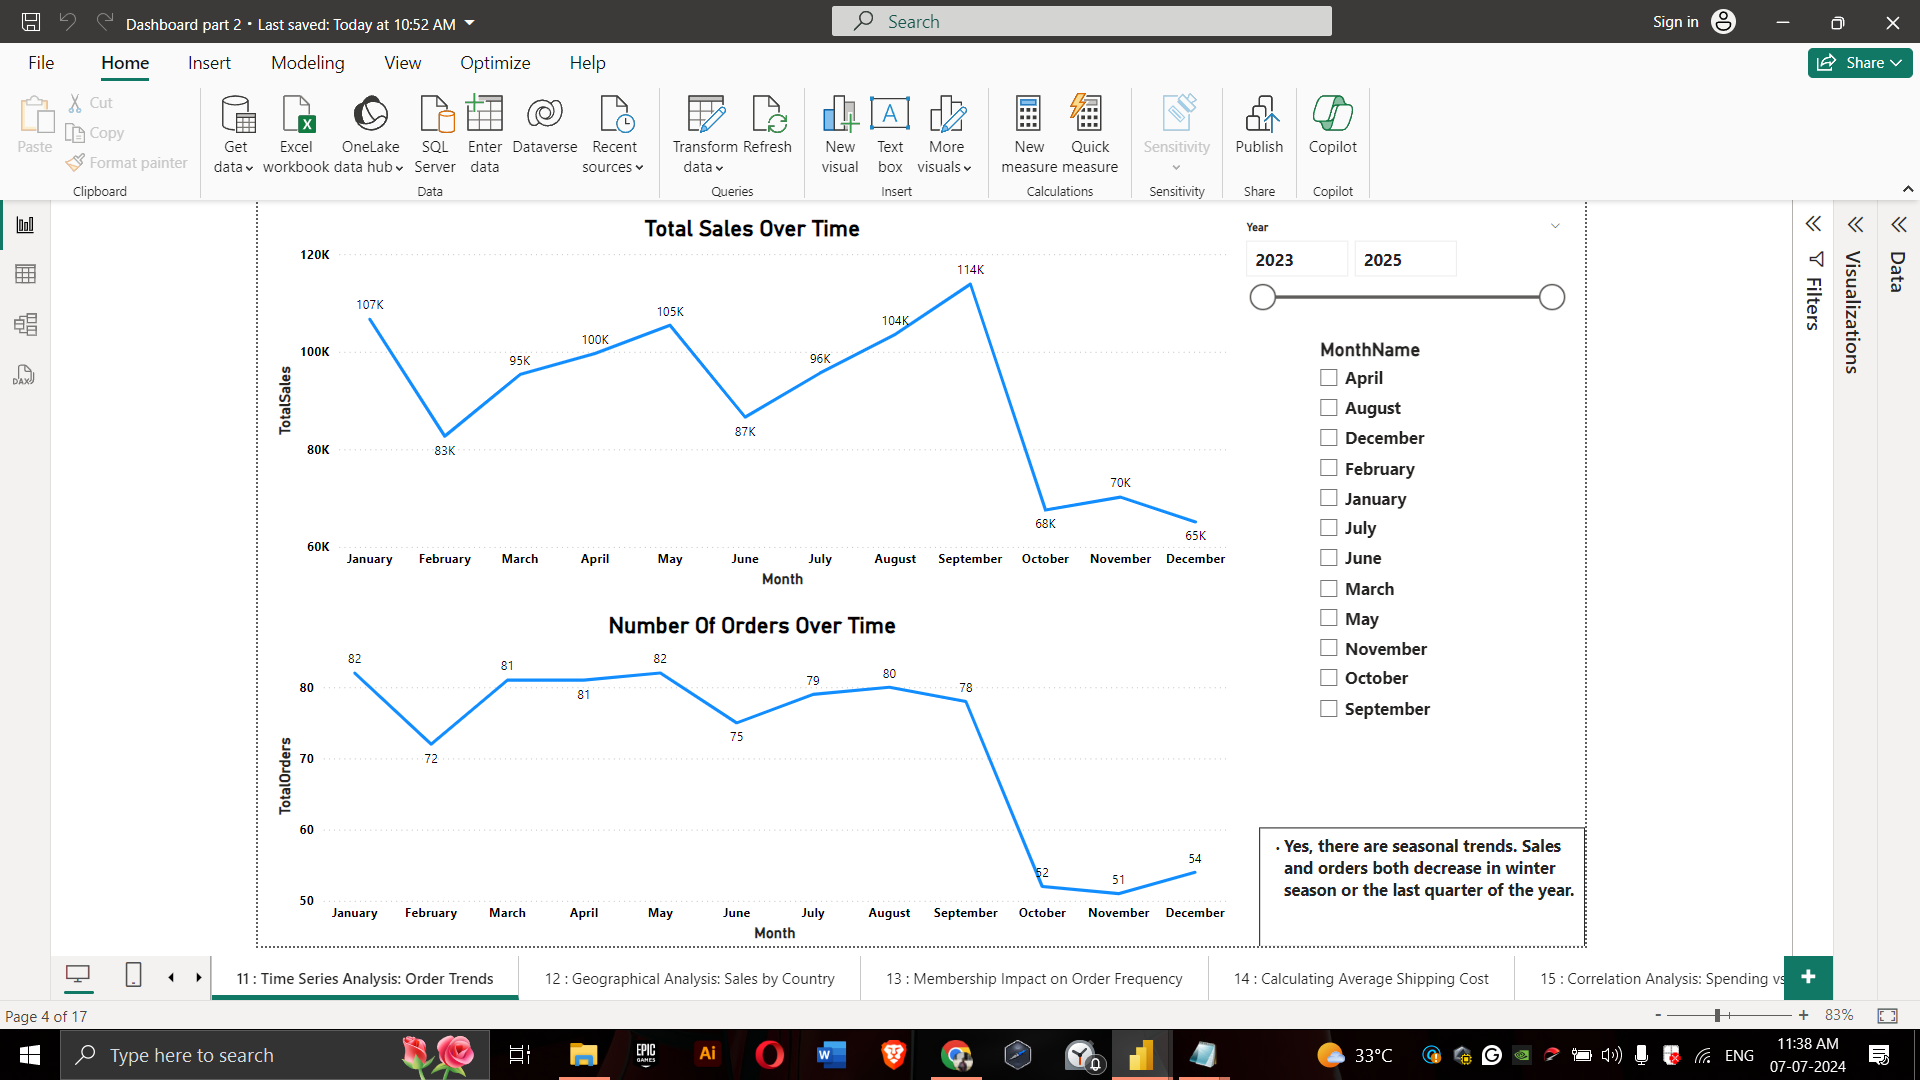 Dashboard part 2 • Last saved: Today at 10:52 AM
Search
Sign in
File Home Insert Modeling View Optimize Help
Share
Paste
Cut
Copy
Format painter
Clipboard
Get data
Excel workbook
OneLake data hub
SQL Server
Enter data
Dataverse
Recent sources
Data
Transform data
Refresh
Queries
New visual
Text box
More visuals
Insert
New measure
Quick measure
Calculations
Sensitivity
Sensitivity
Publish
Share
Copilot
Copilot
DAX
Total Sales Over Time
TotalSales
120K
100K
80K
60K
107K
83K
95K
100K
105K
87K
96K
104K
114K
68K
70K
65K
January February March April May June July August September October November December
Month
Number Of Orders Over Time
TotalOrders
80
70
60
50
82
72
81
81
82
75
79
80
78
52
51
54
January February March April May June July August September October November December
Month
Year
2023 2025
MonthName
April
August
December
February
January
July
June
March
May
November
October
September
• Yes, there are seasonal trends. Sales
and orders both decrease in winter
season or the last quarter of the year.
Filters
Visualizations
Data
11 : Time Series Analysis: Order Trends
12 : Geographical Analysis: Sales by Country
13 : Membership Impact on Order Frequency
14 : Calculating Average Shipping Cost
15 : Correlation Analysis: Spending vs
Page 4 of 17
- + 83%
Type here to search
EPIC GAMES
Ai
33°C
ENG
11:38 AM
07-07-2024